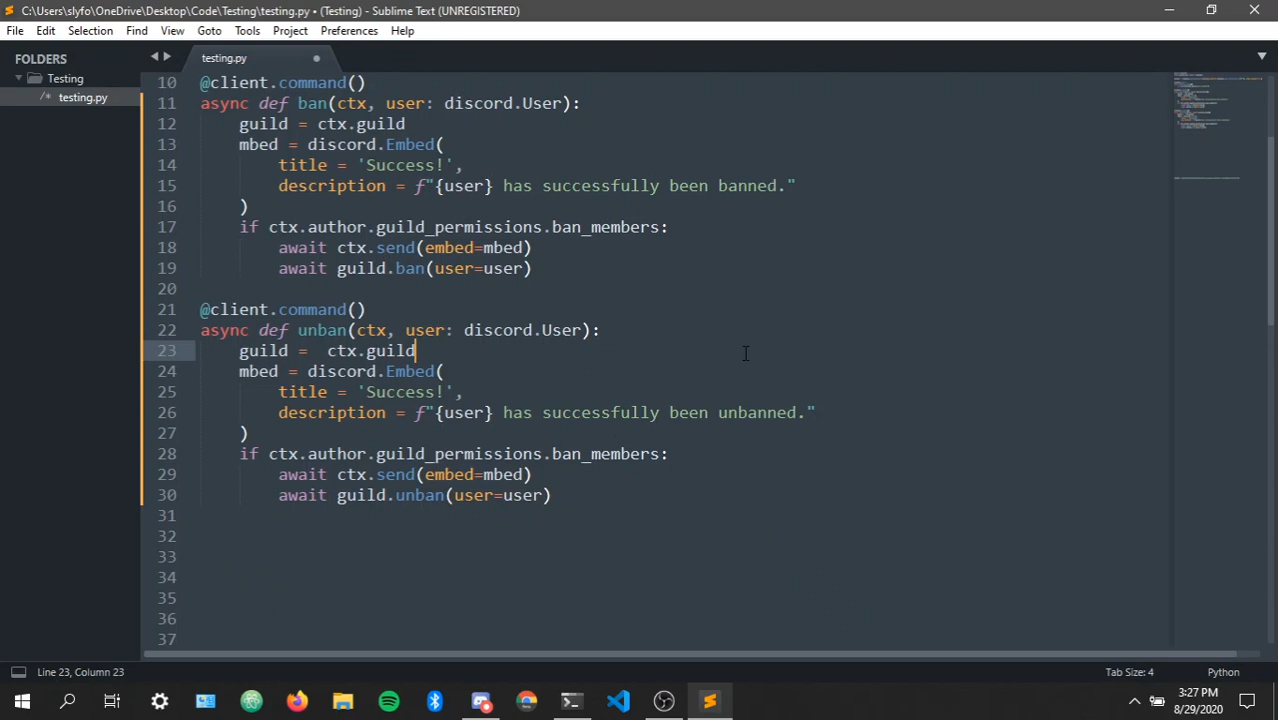 C:\Users\slyfo\OneDrive\Desktop\Code\Testing\testing.py • (Testing) - Sublime Text (UNREGISTERED)
File Edit Selection Find View Goto Tools Project Preferences Help
FOLDERS
Testing
/* testing.py
testing.py
10 @client.command()
11 async def ban(ctx, user: discord.User):
12     guild = ctx.guild
13     mbed = discord.Embed(
14         title = 'Success!',
15         description = f"{user} has successfully been banned."
16     )
17     if ctx.author.guild_permissions.ban_members:
18         await ctx.send(embed=mbed)
19         await guild.ban(user=user)
20
21 @client.command()
22 async def unban(ctx, user: discord.User):
23     guild =  ctx.guild
24     mbed = discord.Embed(
25         title = 'Success!',
26         description = f"{user} has successfully been unbanned."
27     )
28     if ctx.author.guild_permissions.ban_members:
29         await ctx.send(embed=mbed)
30         await guild.unban(user=user)
31
32
33
34
35
36
37
Line 23, Column 23
Tab Size: 4
Python
3:27 PM
8/29/2020